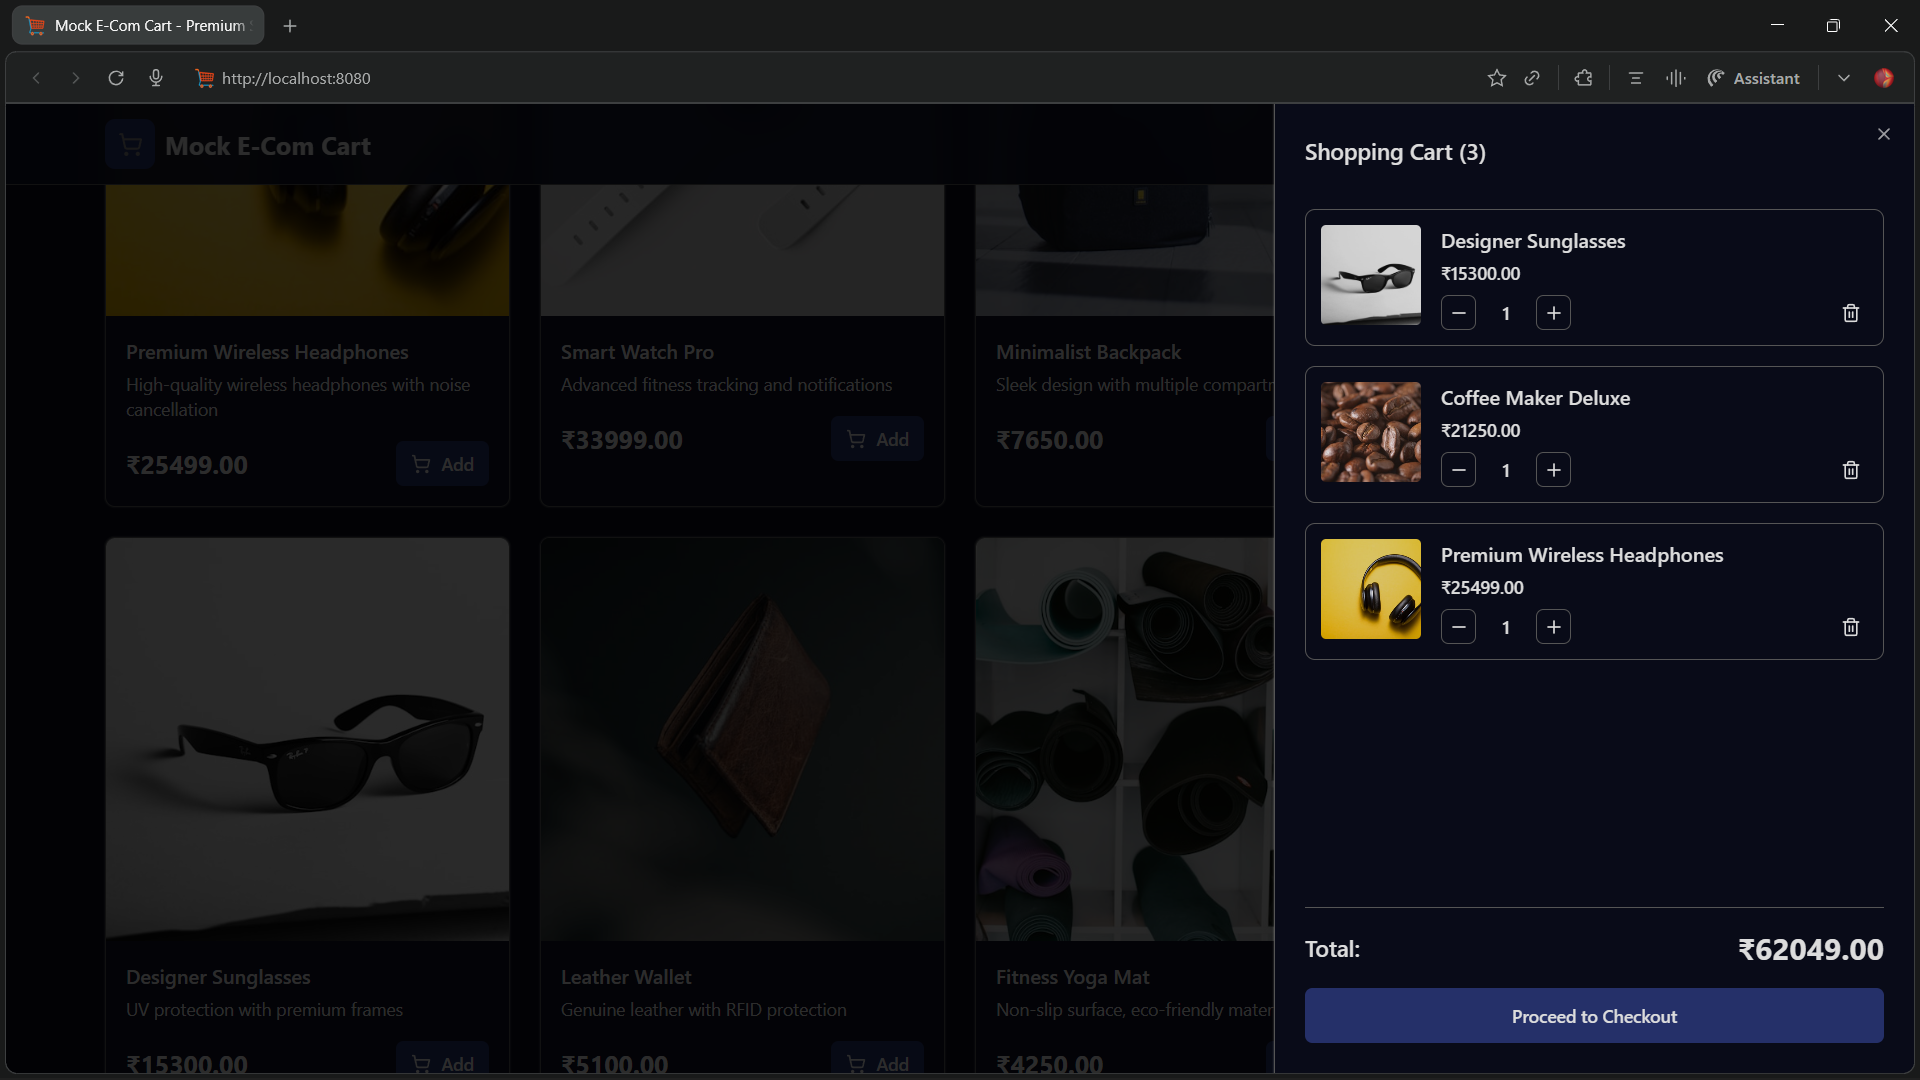 Mock E-Com Cart - Premium
http://localhost:8080
Assistant
Mock E-Com Cart
Premium Wireless Headphones
High-quality wireless headphones with noise
cancellation
₹25499.00
Add
Smart Watch Pro
Advanced fitness tracking and notifications
₹33999.00
Add
Minimalist Backpack
Sleek design with multiple compartm
₹7650.00
Designer Sunglasses
UV protection with premium frames
₹15300.00
Add
Leather Wallet
Genuine leather with RFID protection
₹5100.00
Add
Fitness Yoga Mat
Non-slip surface, eco-friendly mater
₹4250.00
Shopping Cart (3)
Designer Sunglasses
₹15300.00
1
Coffee Maker Deluxe
₹21250.00
1
Premium Wireless Headphones
₹25499.00
1
Total:
₹62049.00
Proceed to Checkout